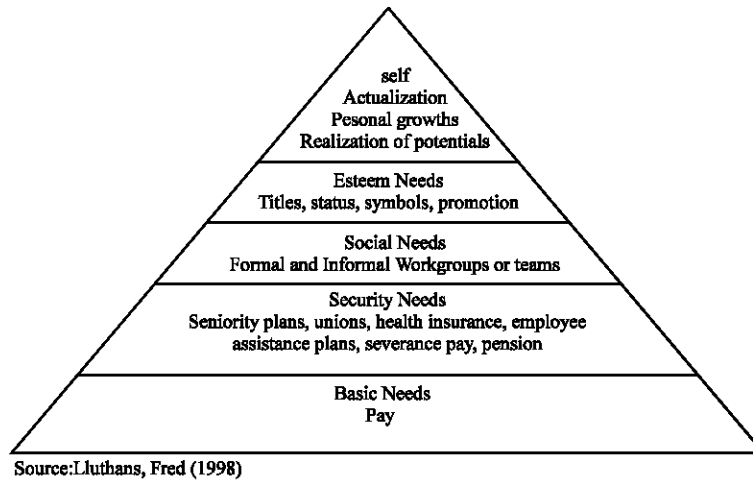 self
Actualization
Pesonal growths
Realization of potentials
Esteem Needs
Titles, status, symbols, promotion
Social Needs
Formal and Informal Workgroups or teams
Security Needs
Seniority plans, unions, health insurance, employee
assistance plans, severance pay, pension
Basic Needs
Pay
Source:Lluthans, Fred (1998)